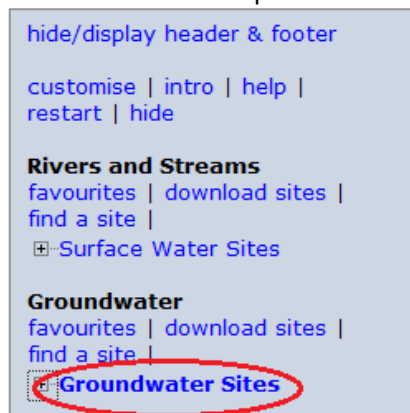 hide/display header & footer
customise | intro | help |
restart | hide
Rivers and Streams
favourites | download sites |
find a site |
Surface Water Sites
Groundwater
favourites | download sites |
find a site |
Groundwater Sites